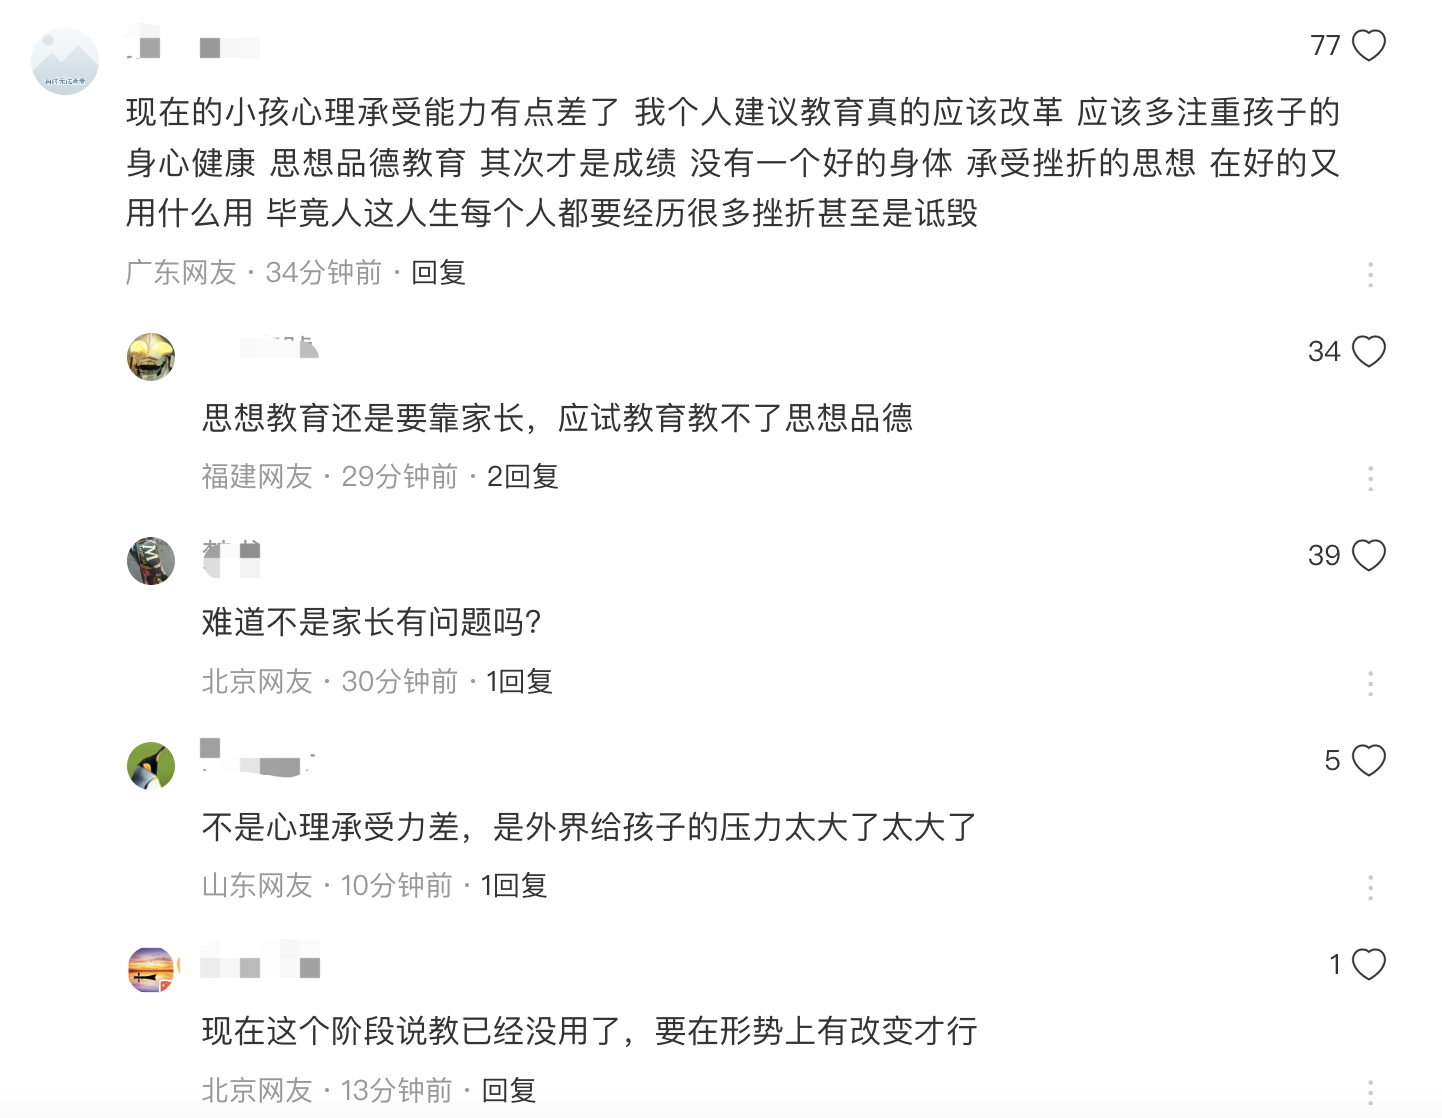 77
现在的小孩心理承受能力有点差了 我个人建议教育真的应该改革 应该多注重孩子的
身心健康 思想品德教育 其次才是成绩 没有一个好的身体 承受挫折的思想 在好的又
用什么用 毕竟人这人生每个人都要经历很多挫折甚至是诋毁
广东网友 · 34分钟前 · 回复
34
思想教育还是要靠家长，应试教育教不了思想品德
福建网友 · 29分钟前 · 2回复
39
难道不是家长有问题吗？
北京网友 · 30分钟前 · 1回复
5
不是心理承受力差，是外界给孩子的压力太大了太大了
山东网友 · 10分钟前 · 1回复
1
现在这个阶段说教已经没用了，要在形势上有改变才行
北京网友 · 13分钟前 · 回复